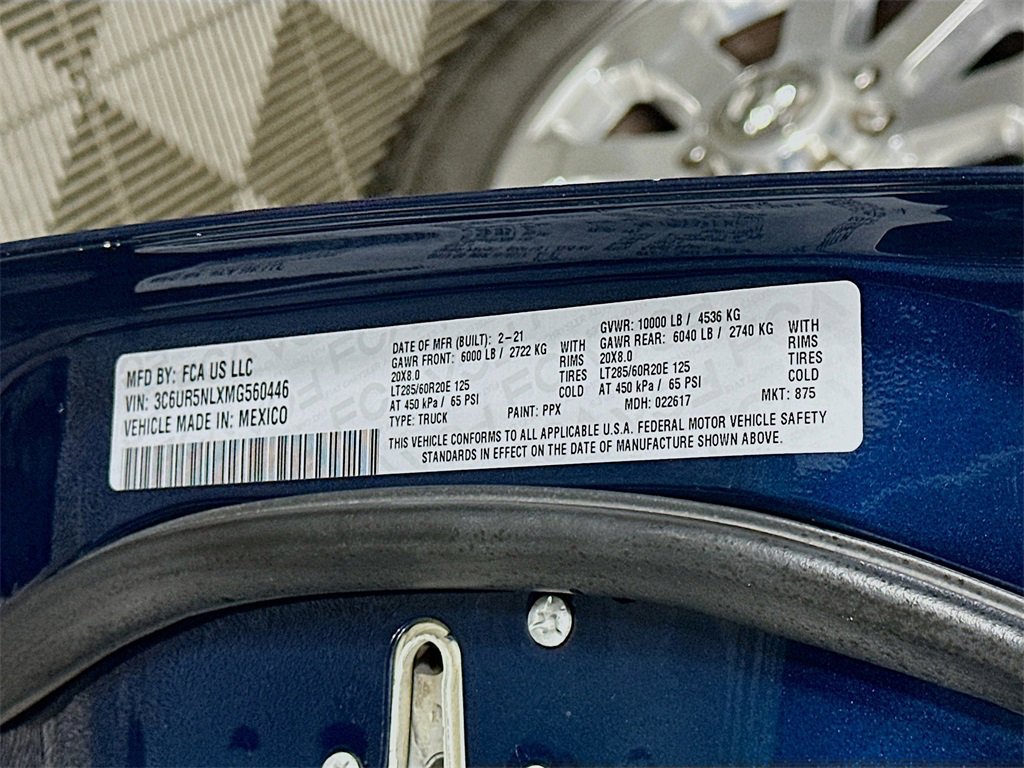 MFD BY: FCA US LLC
VIN: 3C6UR5NLXMG560446
VEHICLE MADE IN: MEXICO
DATE OF MFR (BUILT): 2-21
GAWR FRONT: 6000 LB / 2722 KG WITH
20X8.0 RIMS
LT285/60R20E 125 TIRES
AT 450 kPa / 65 PSI COLD
TYPE: TRUCK PAINT: PPX
GVWR: 10000 LB / 4536 KG
GAWR REAR: 6040 LB / 2740 KG WITH
20X8.0 RIMS
LT285/60R20E 125 TIRES
AT 450 kPa / 65 PSI COLD
MDH: 022617 MKT: 875
THIS VEHICLE CONFORMS TO ALL APPLICABLE U.S.A. FEDERAL MOTOR VEHICLE SAFETY
STANDARDS IN EFFECT ON THE DATE OF MANUFACTURE SHOWN ABOVE.